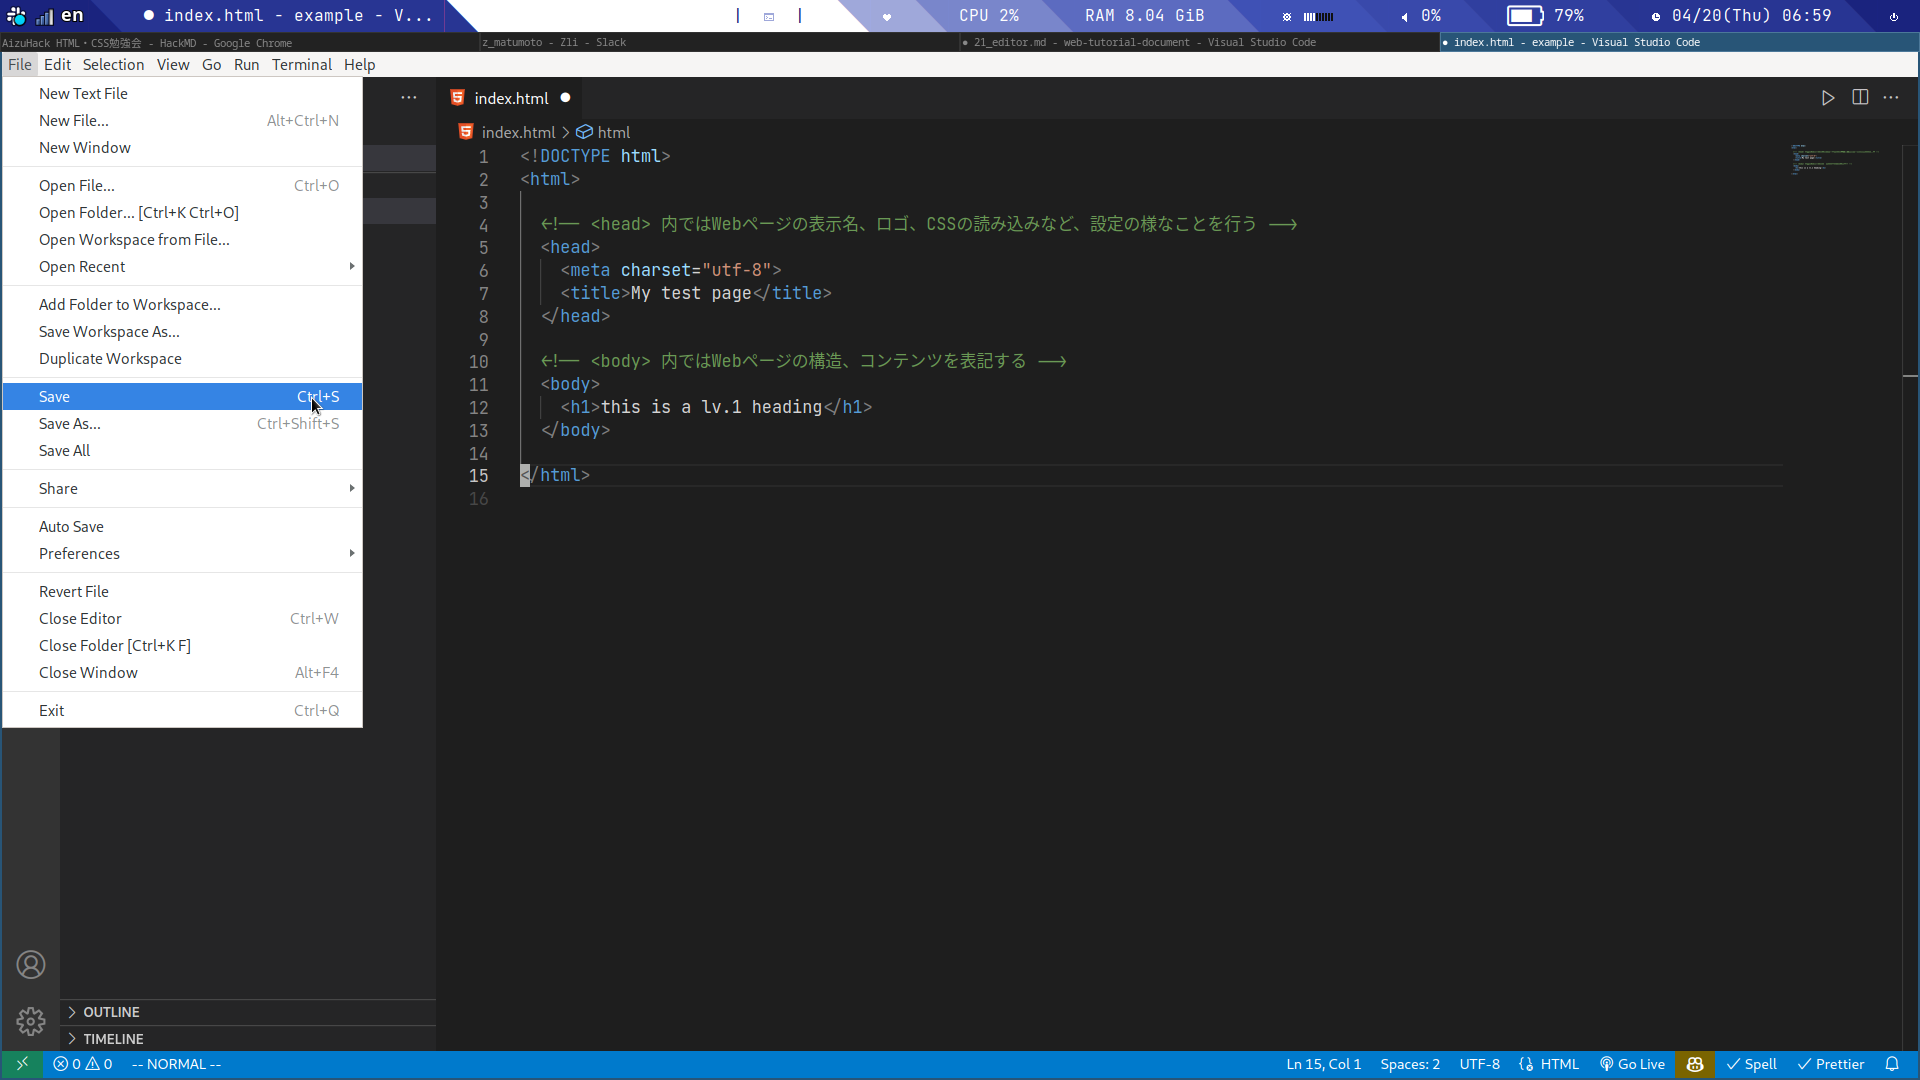 en
index.html - example - V...
CPU 2%
RAM 8.04 GiB
0%
79%
04/20(Thu) 06:59
AizuHack HTML・CSS勉強会 - HackMD - Google Chrome
z_matumoto - Zli - Slack
21_editor.md - web-tutorial-document - Visual Studio Code
index.html - example - Visual Studio Code
File Edit Selection View Go Run Terminal Help
New Text File
New File... Alt+Ctrl+N
New Window
Open File... Ctrl+O
Open Folder... [Ctrl+K Ctrl+O]
Open Workspace from File...
Open Recent
Add Folder to Workspace...
Save Workspace As...
Duplicate Workspace
Save Ctrl+S
Save As... Ctrl+Shift+S
Save All
Share
Auto Save
Preferences
Revert File
Close Editor Ctrl+W
Close Folder [Ctrl+K F]
Close Window Alt+F4
Exit Ctrl+Q
OUTLINE
TIMELINE
index.html
index.html > html
1 <!DOCTYPE html>
2 <html>
3
4 <!-- <head> 内ではWebページの表示名、ロゴ、CSSの読み込みなど、設定の様なことを行う -->
5 <head>
6 <meta charset="utf-8">
7 <title>My test page</title>
8 </head>
9
10 <!-- <body> 内ではWebページの構造、コンテンツを表記する -->
11 <body>
12 <h1>this is a lv.1 heading</h1>
13 </body>
14
15 </html>
16
0 0 -- NORMAL --
Ln 15, Col 1 Spaces: 2 UTF-8 {} HTML Go Live Spell Prettier